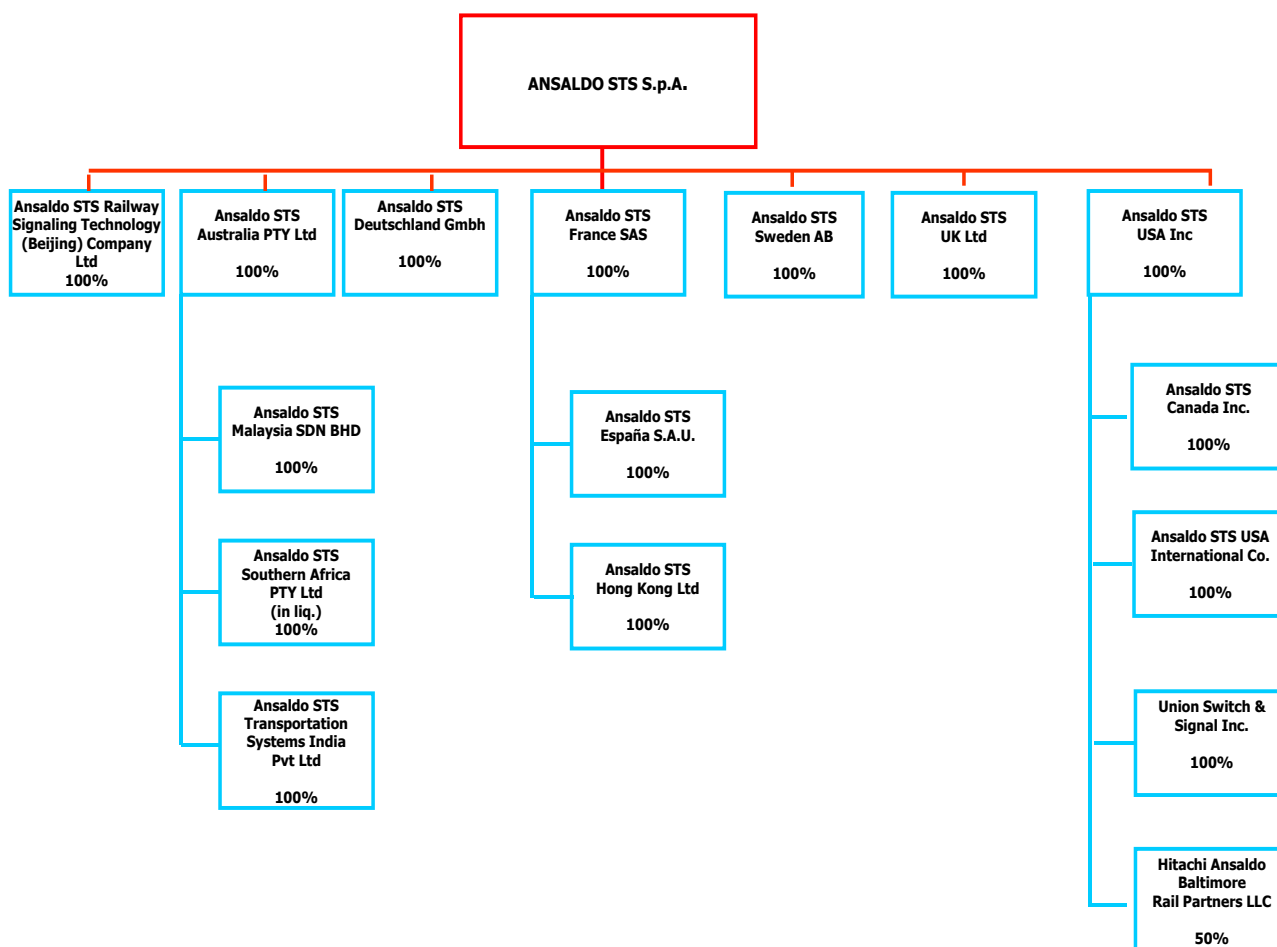 ANSALDO STS S.p.A.
Ansaldo STS Railway
Signaling Technology
(Beijing) Company
Ltd
100%
Ansaldo STS
Australia PTY Ltd
100%
Ansaldo STS
Deutschland Gmbh
100%
Ansaldo STS
France SAS
100%
Ansaldo STS
Sweden AB
100%
Ansaldo STS
UK Ltd
100%
Ansaldo STS
USA Inc
100%
Ansaldo STS
Malaysia SDN BHD
100%
Ansaldo STS
Southern Africa
PTY Ltd
(in liq.)
100%
Ansaldo STS
Transportation
Systems India
Pvt Ltd
100%
Ansaldo STS
España S.A.U.
100%
Ansaldo STS
Hong Kong Ltd
100%
Ansaldo STS
Canada Inc.
100%
Ansaldo STS USA
International Co.
100%
Union Switch &
Signal Inc.
100%
Hitachi Ansaldo
Baltimore
Rail Partners LLC
50%